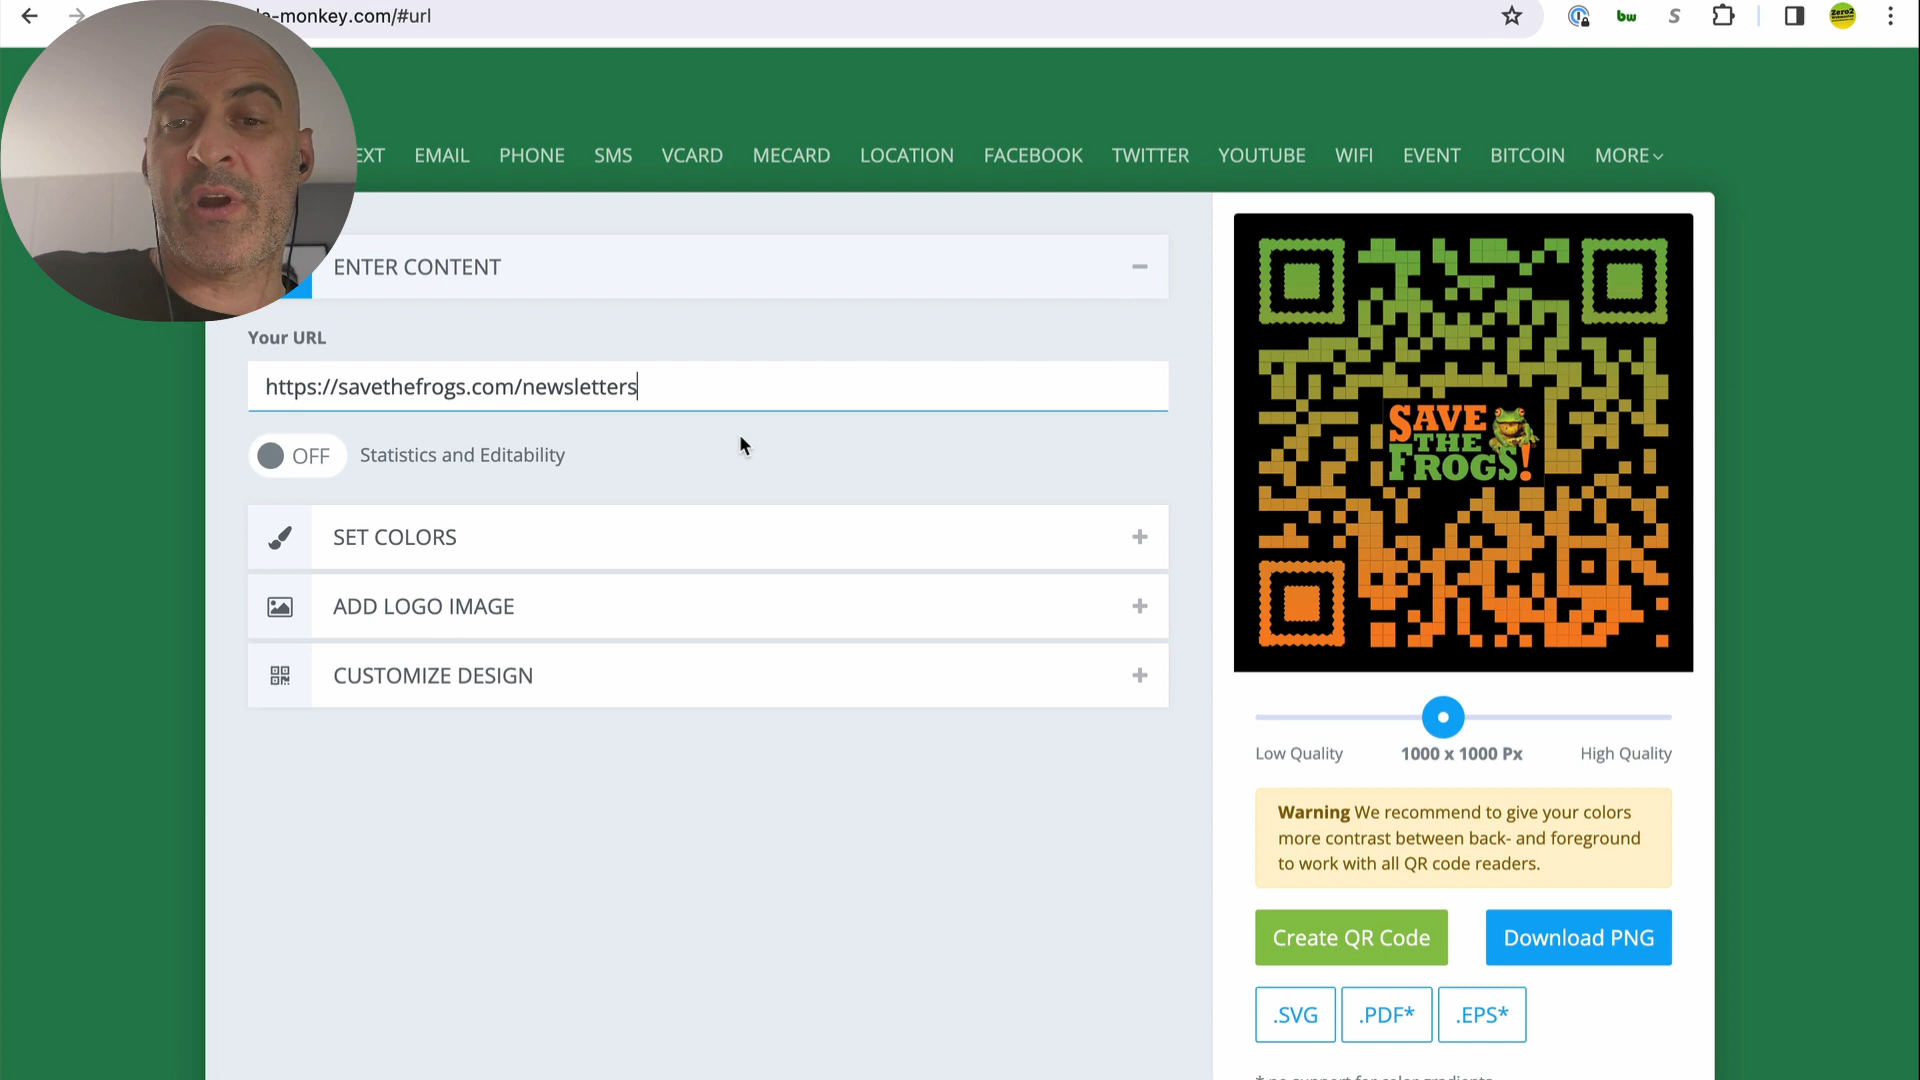 -monkey.com/#url
bw
S
EXT EMAIL PHONE SMS VCARD MECARD LOCATION FACEBOOK TWITTER YOUTUBE WIFI EVENT BITCOIN MORE
ENTER CONTENT
Your URL
https://savethefrogs.com/newsletters
OFF Statistics and Editability
SET COLORS
ADD LOGO IMAGE
CUSTOMIZE DESIGN
SAVE
THE
FROGS!
Low Quality 1000 x 1000 Px High Quality
Warning We recommend to give your colors
more contrast between back- and foreground
to work with all QR code readers.
Create QR Code Download PNG
.SVG .PDF* .EPS*